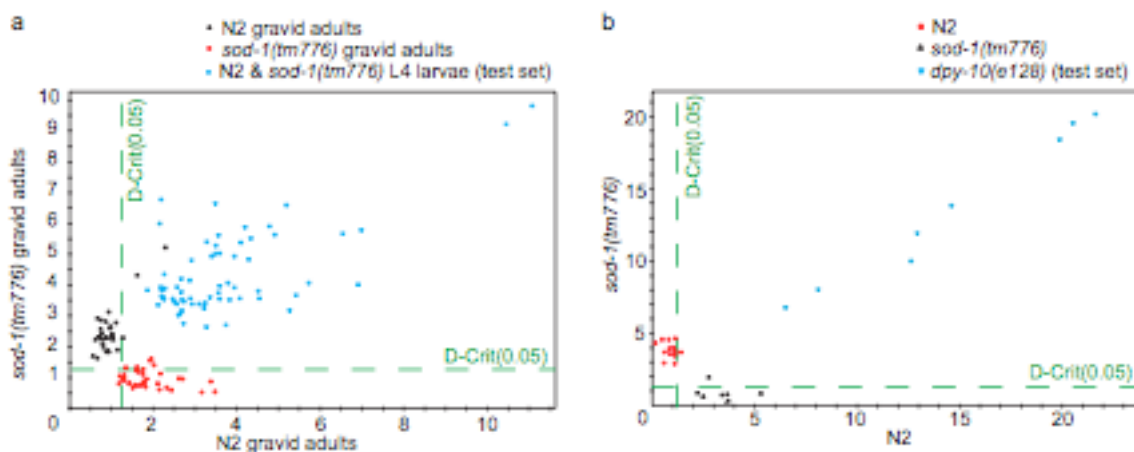 a
N2 gravid adults
sod-1(tm776) gravid adults
N2 & sod-1(tm776) L4 larvae (test set)
10
9
8
7
6
5
4
3
2
1
0
2
4
6
8
10
D-Crit(0.05)
D-Crit(0.05)
sod-1(tm776) gravid adults
N2 gravid adults
b
N2
sod-1(tm776)
dpy-10(e128) (test set)
20
15
10
5
0
0
5
10
15
20
D-Crit(0.05)
D-Crit(0.05)
sod-1(tm776)
N2